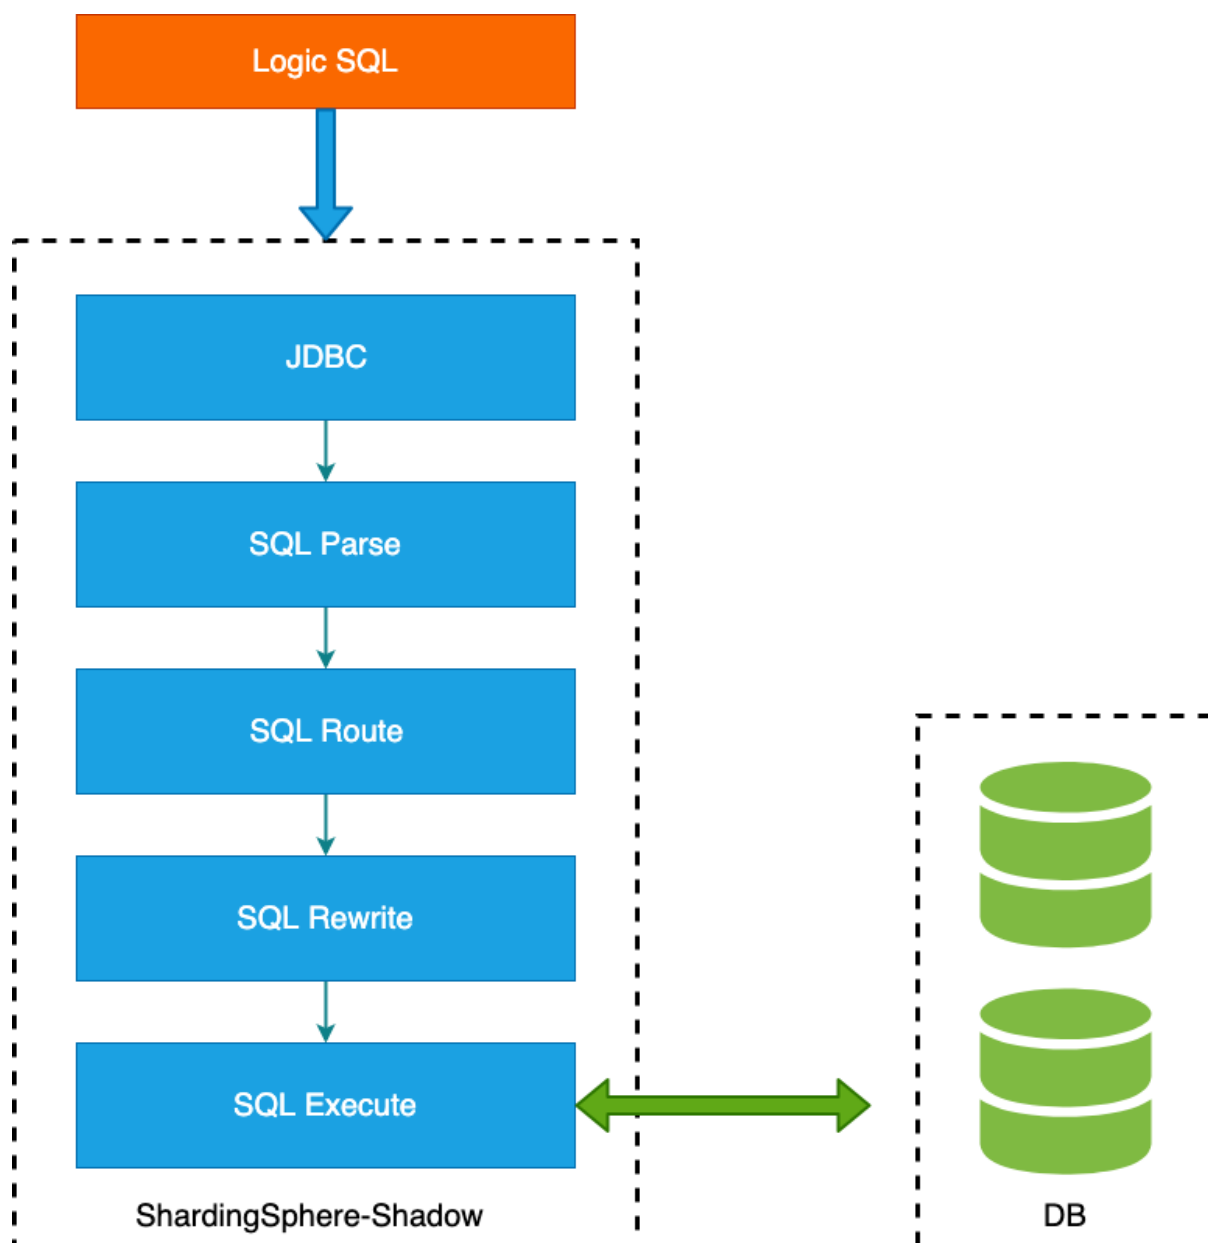 Logic SQL
JDBC
SQL Parse
SQL Route
SQL Rewrite
SQL Execute
ShardingSphere-Shadow
DB